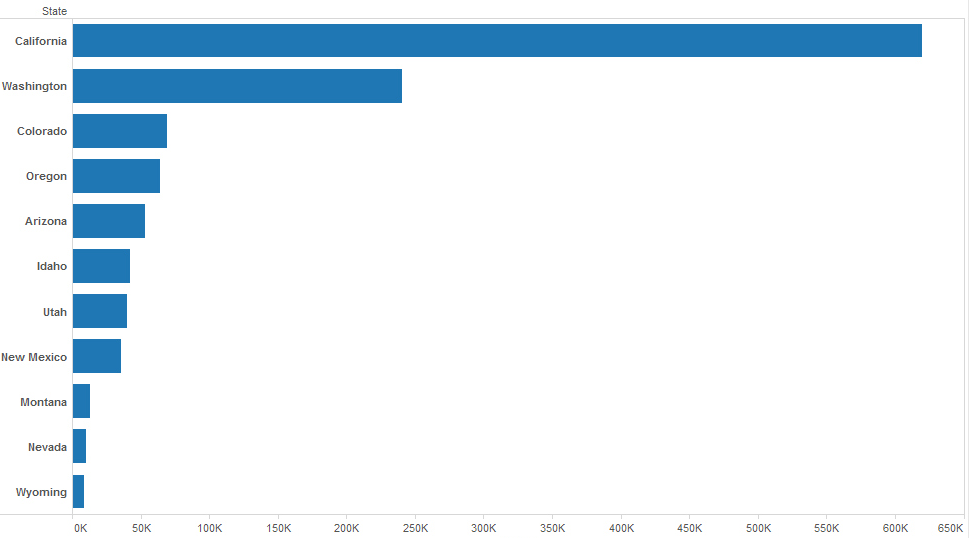 State
California
Washington
Colorado
Oregon
Arizona
Idaho
Utah
New Mexico
Montana
Nevada
Wyoming
0K 50K 100K 150K 200K 250K 300K 350K 400K 450K 500K 550K 600K 650K